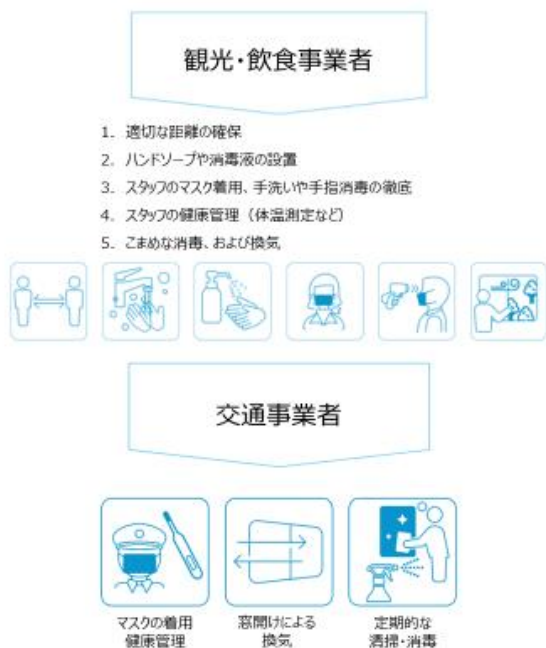 観光・飲食事業者
1. 適切な距離の確保
2. ハンドソープや消毒液の設置
3. スタッフのマスク着用、手洗いや手指消毒の徹底
4. スタッフの健康管理（体温測定など）
5. こまめな消毒、および換気
交通事業者
マスクの着用
健康管理
窓開けによる
換気
定期的な
清掃・消毒